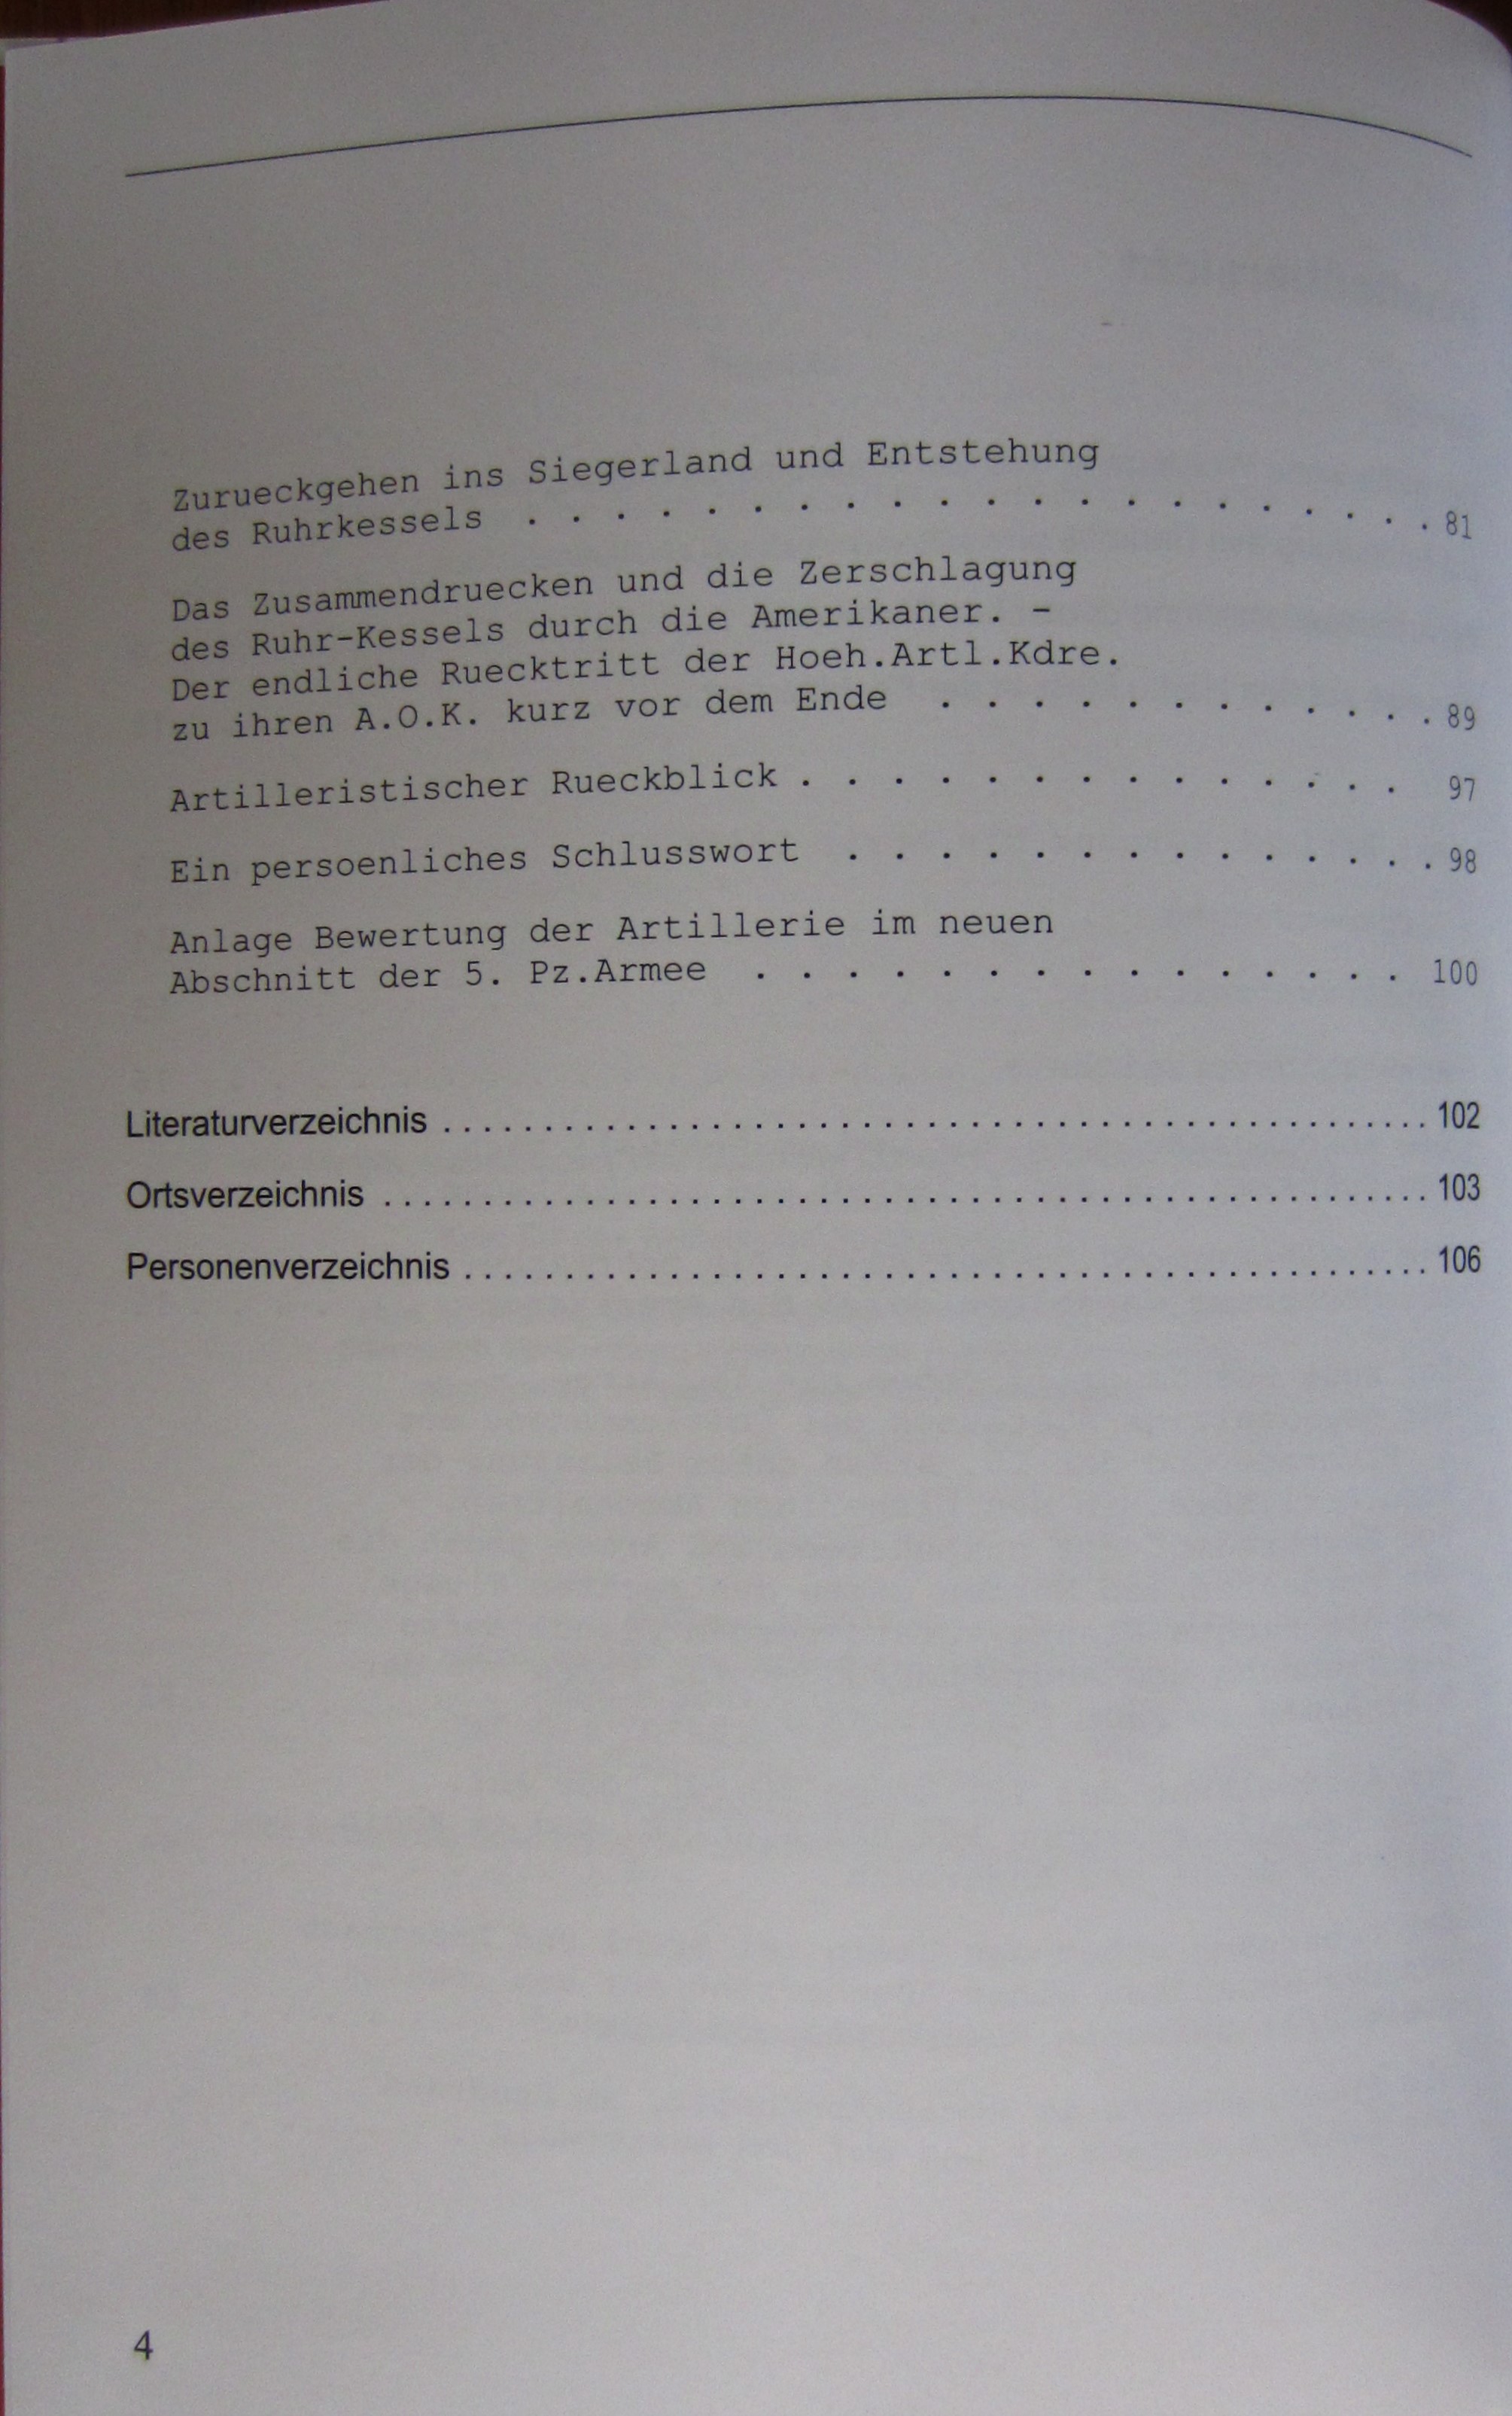 Zurueckgehen ins Siegerland und Entstehung
des Ruhrkessels . . . . . . . . . . . . . . . . . . . . 81
Das Zusammendruecken und die Zerschlagung
des Ruhr-Kessels durch die Amerikaner. -
Der endliche Ruecktritt der Hoeh.Artl.Kdre.
zu ihren A.O.K. kurz vor dem Ende . . . . . . . . . . . . 89
Artilleristischer Rueckblick . . . . . . . . . . . . . . 97
Ein persoenliches Schlusswort . . . . . . . . . . . . . . 98
Anlage Bewertung der Artillerie im neuen
Abschnitt der 5. Pz.Armee . . . . . . . . . . . . . . . 100
Literaturverzeichnis . . . . . . . . . . . . . . . . . . . . . . . . . . . . . . 102
Ortsverzeichnis . . . . . . . . . . . . . . . . . . . . . . . . . . . . . . 103
Personenverzeichnis . . . . . . . . . . . . . . . . . . . . . . . . . . . . . . 106
4